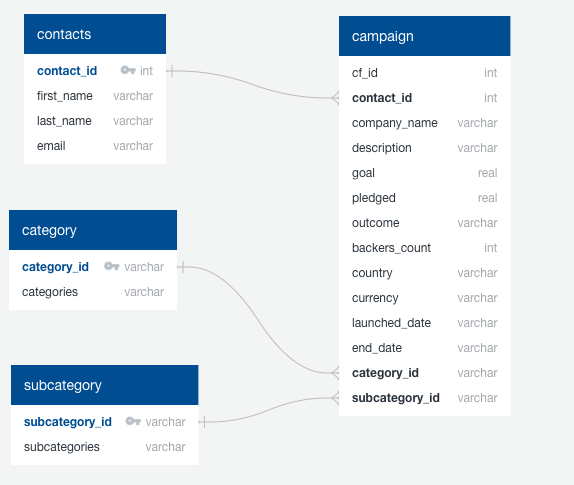 contacts
contact_id int
first_name varchar
last_name varchar
email varchar
category
category_id varchar
categories varchar
subcategory
subcategory_id varchar
subcategories varchar
campaign
cf_id int
contact_id int
company_name varchar
description varchar
goal real
pledged real
outcome varchar
backers_count int
country varchar
currency varchar
launched_date varchar
end_date varchar
category_id varchar
subcategory_id varchar